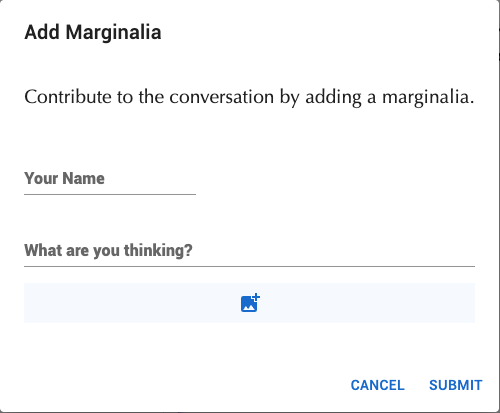 Add Marginalia
Contribute to the conversation by adding a marginalia.
Your Name
What are you thinking?
CANCEL SUBMIT